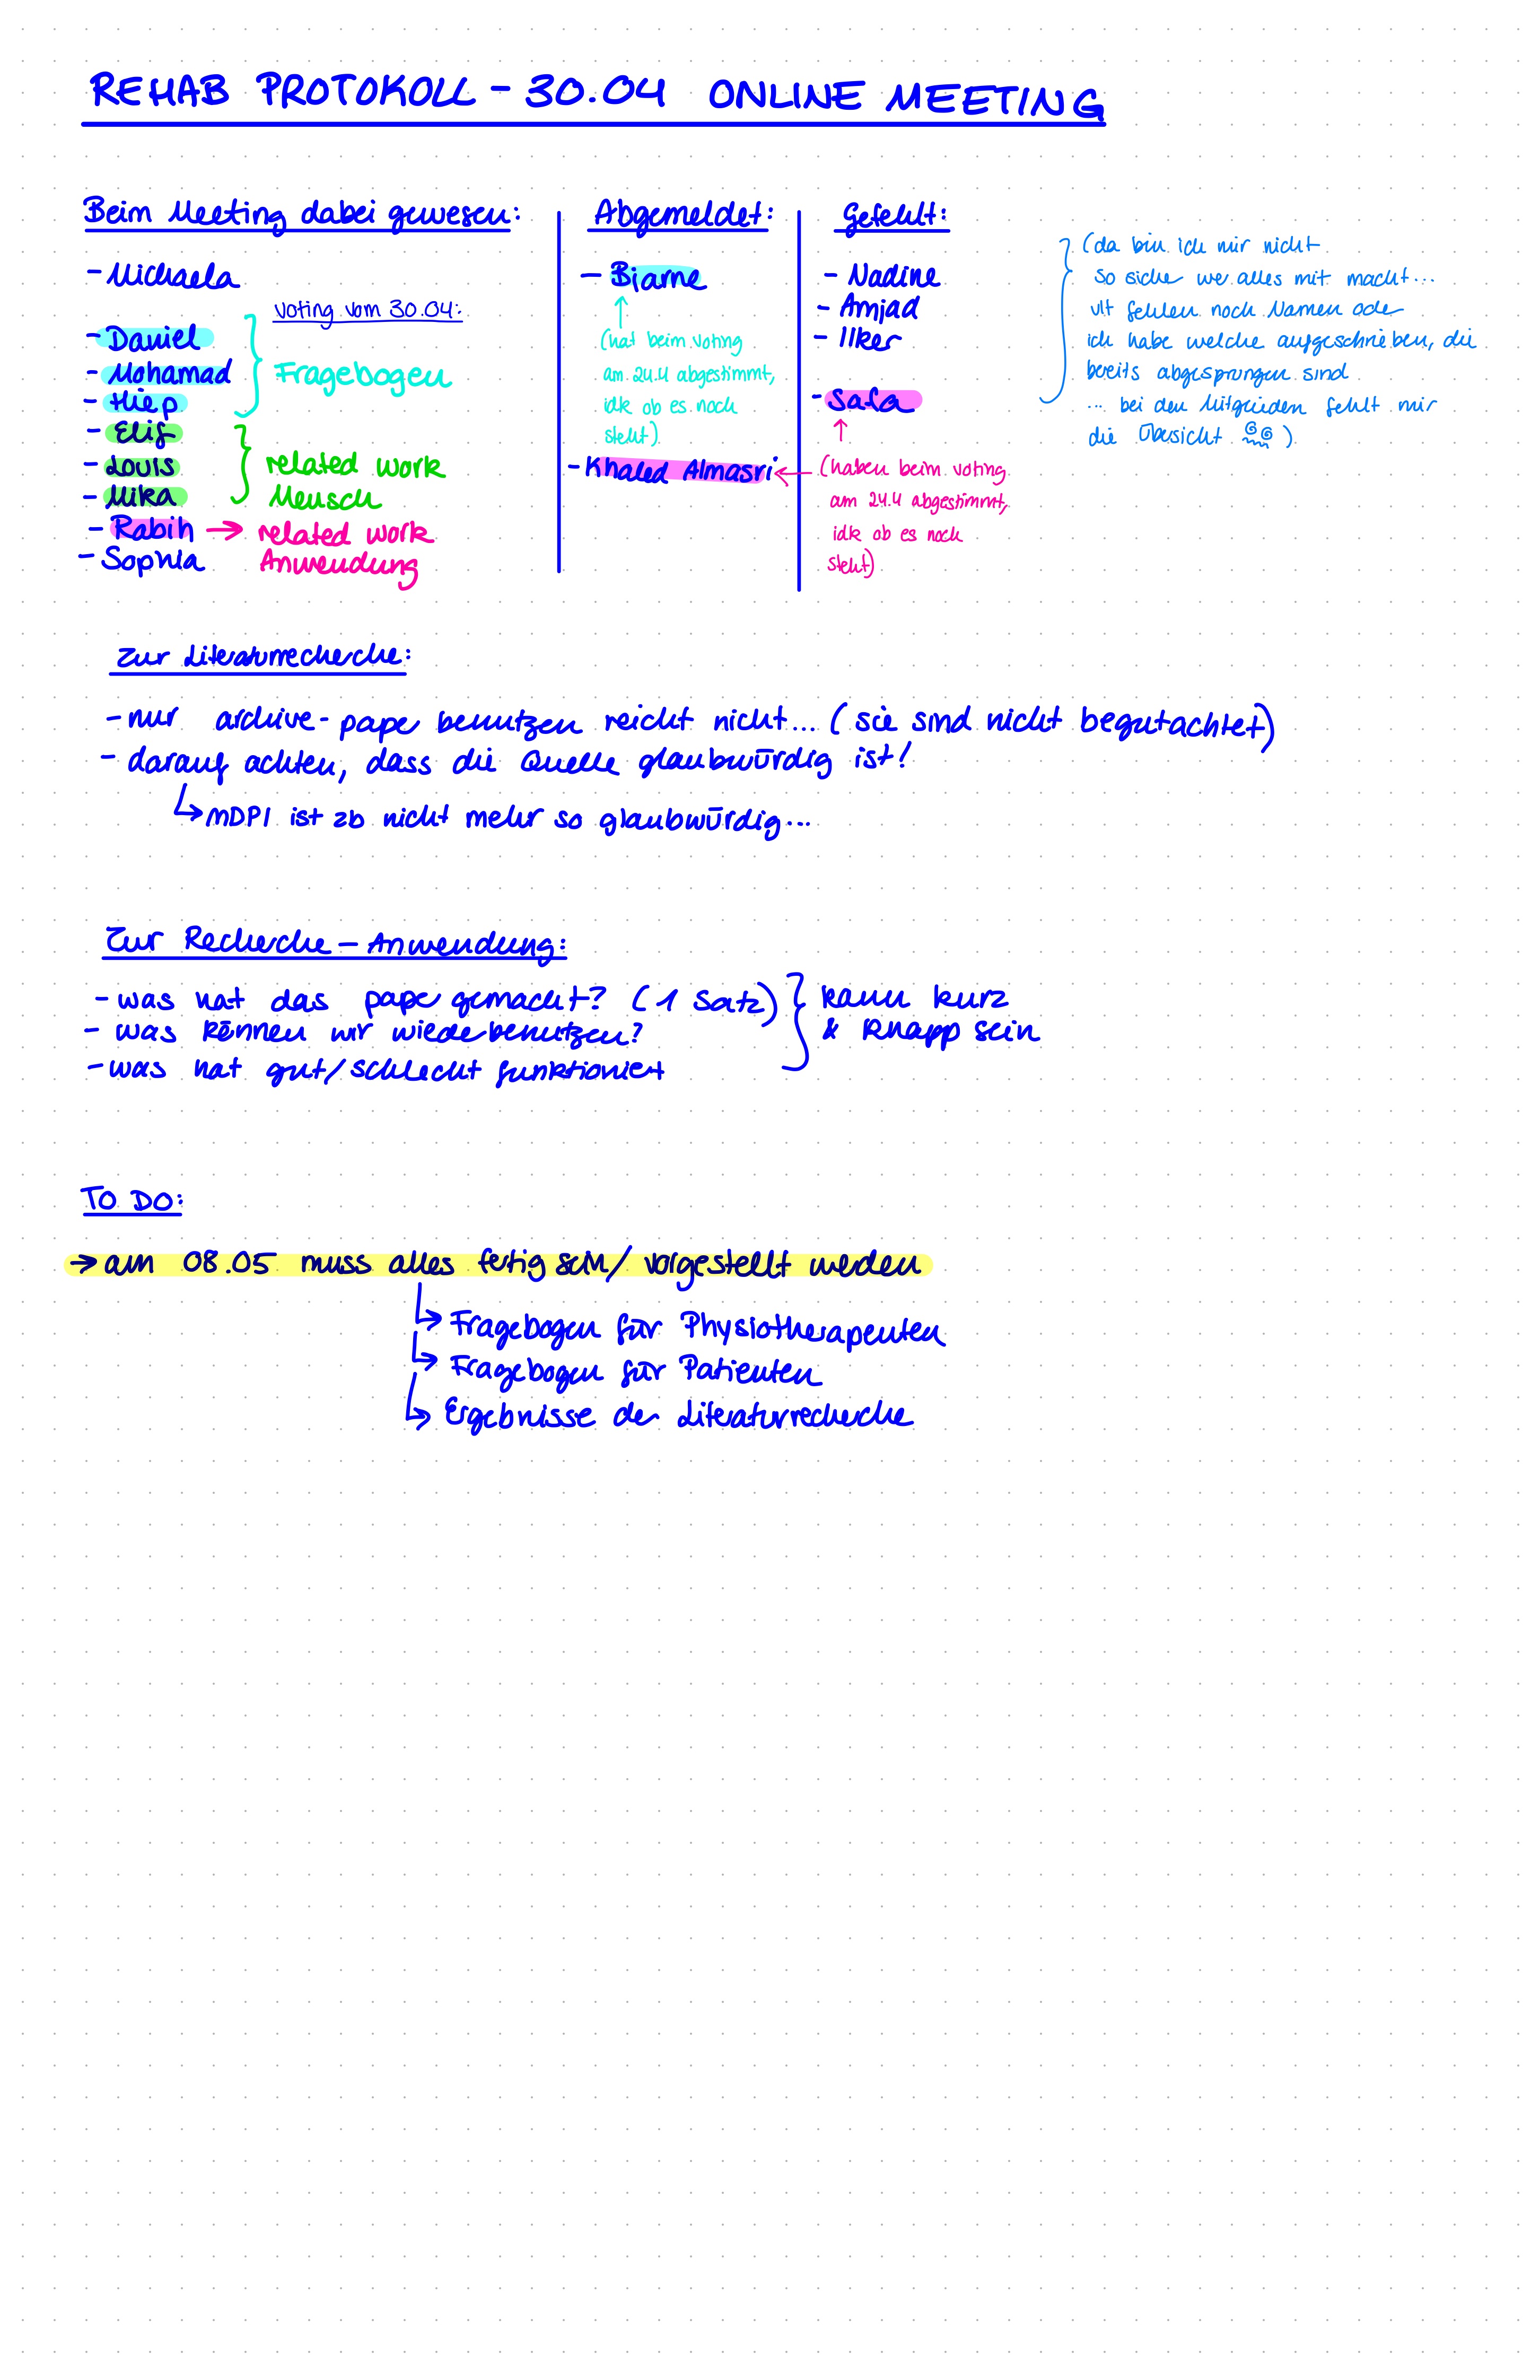 REHAB PROTOKOLL - 30.04 ONLINE MEETING
Beim Meeting dabei gewesen:
- Michaela
voting vom 30.04:
- Daniel
- Mohamad
- Hiep
Fragebogen
- Elif
- Louis
- Mika
related work
Mensch
- Rabih → related work
Anwendung
- Sophia
Abgemeldet:
- Bjarne
↑
(hat beim voting
am 24.4 abgestimmt,
idk ob es noch
steht)
- Khaled Almasri
Gefehlt:
- Nadine
- Amjad
- Ilker
- Safa
↑
← (haben beim voting
am 24.4 abgestimmt,
idk ob es noch
steht)
(da bin ich mir nicht
so sicher wer alles mit macht...
vlt fehlen noch Namen oder
ich habe welche aufgeschrieben, die
bereits abgesprungen sind
... bei den Mitgliedern fehlt mir
die Übersicht)
Zur Literaturrecherche:
- nur archive-paper benutzen reicht nicht... (sie sind nicht begutachtet)
- darauf achten, dass die Quelle glaubwürdig ist!
↳ MDPI ist zb nicht mehr so glaubwürdig...
Zur Recherche - Anwendung:
- was hat das paper gemacht? (1 Satz)
- was können wir wiederbenutzen?
- was hat gut/schlecht funktioniert
kann kurz
& knapp sein
TO DO:
→ am 08.05 muss alles fertig sein/ vorgestellt werden
↳ Fragebogen für Physiotherapeuten
↳ Fragebogen für Patienten
↳ Ergebnisse der Literaturrecherche